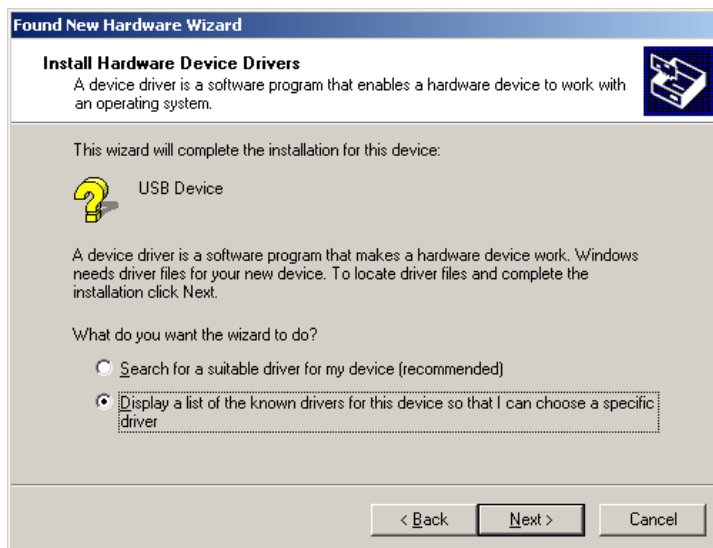 Found New Hardware Wizard
Install Hardware Device Drivers
A device driver is a software program that enables a hardware device to work with
an operating system.
This wizard will complete the installation for this device:
USB Device
A device driver is a software program that makes a hardware device work. Windows
needs driver files for your new device. To locate driver files and complete the
installation click Next.
What do you want the wizard to do?
Search for a suitable driver for my device (recommended)
Display a list of the known drivers for this device so that I can choose a specific
driver
< Back Next > Cancel